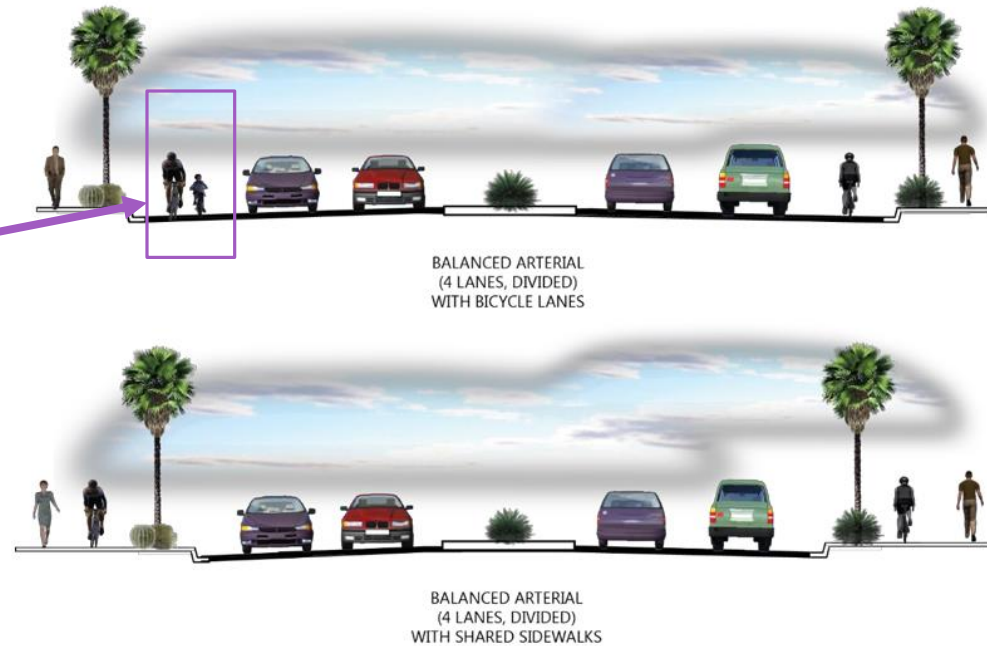 BALANCED ARTERIAL
(4 LANES, DIVIDED)
WITH BICYCLE LANES
BALANCED ARTERIAL
(4 LANES, DIVIDED)
WITH SHARED SIDEWALKS